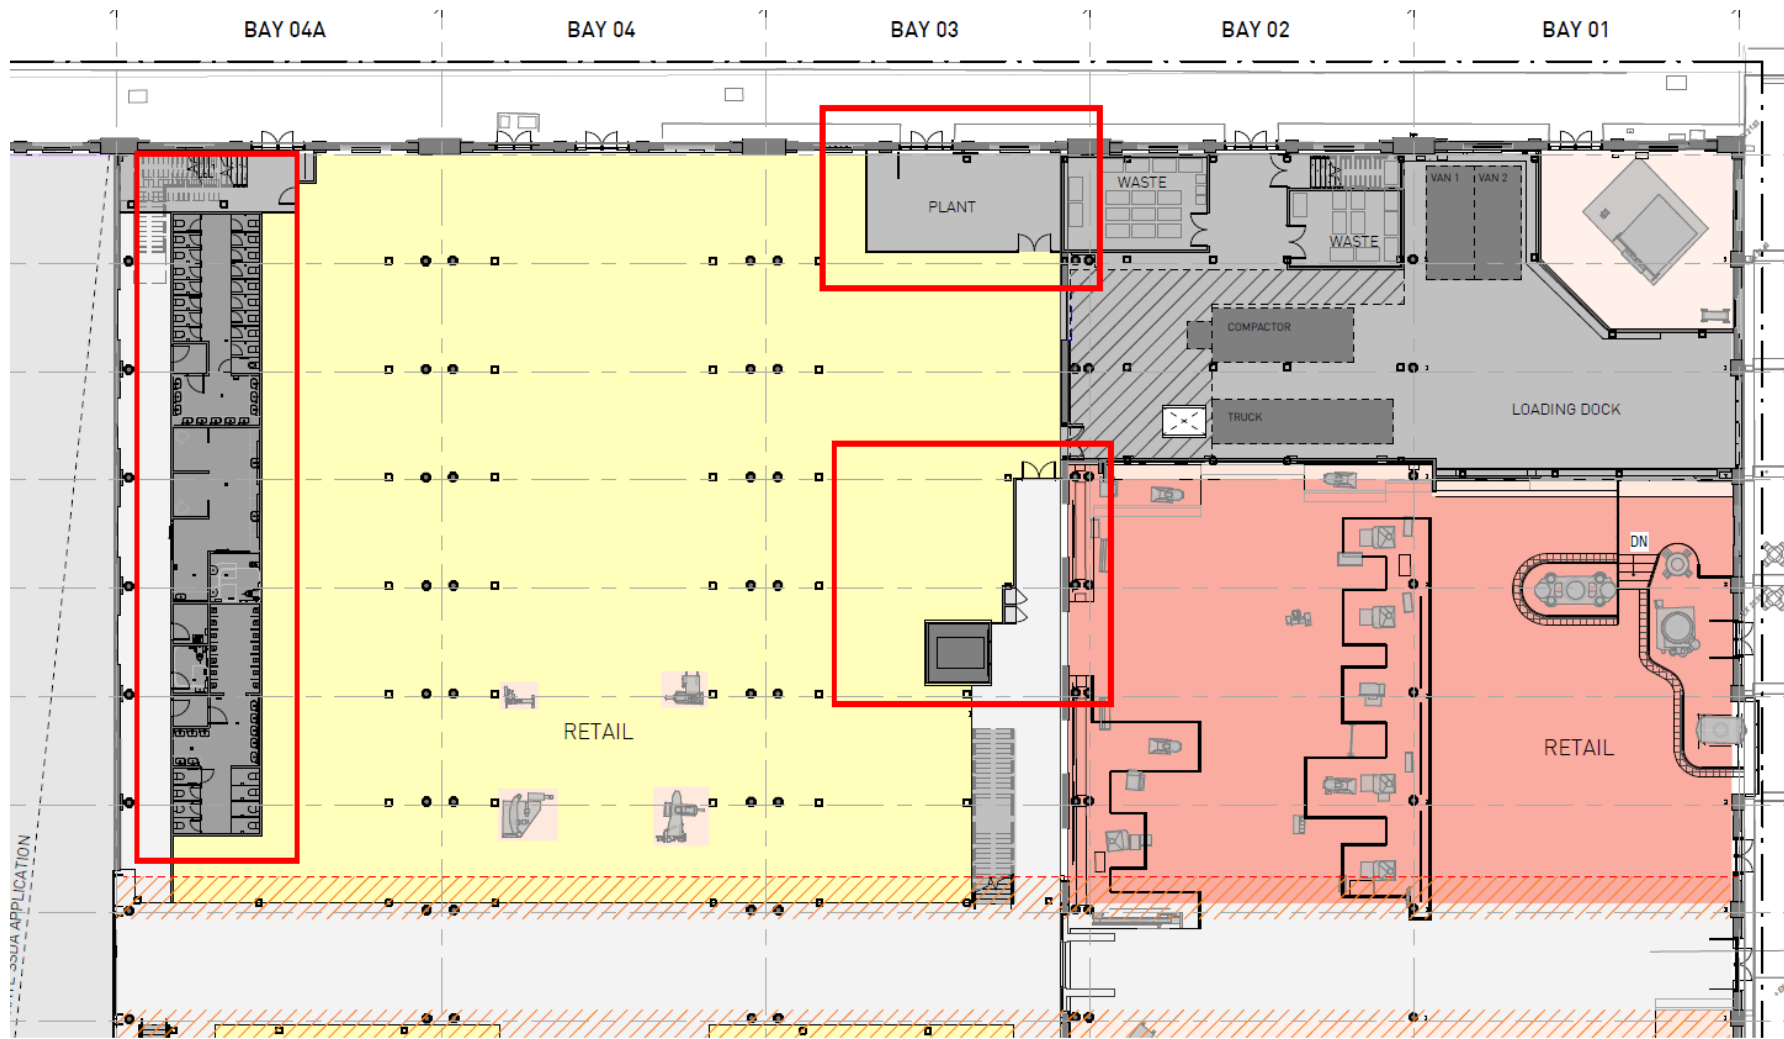 BAY 04A
BAY 04
BAY 03
BAY 02
BAY 01
WASTE
PLANT
WASTE
VAN 1
VAN 2
COMPACTOR
TRUCK
LOADING DOCK
DN
RETAIL
RETAIL
SSDA APPLICATION